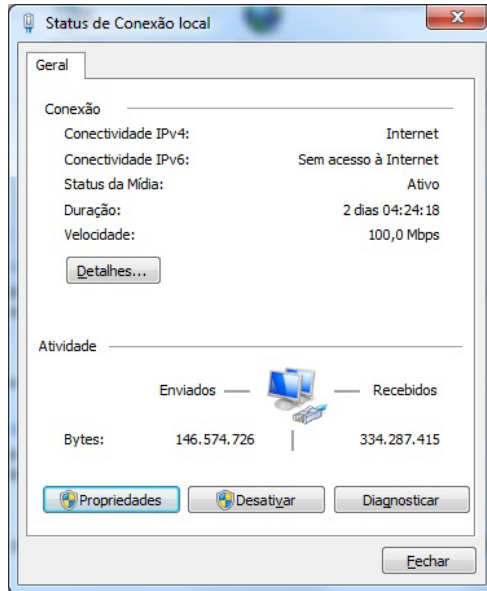 Status de Conexão local
Geral
Conexão
Conectividade IPv4: Internet
Conectividade IPv6: Sem acesso à Internet
Status da Mídia: Ativo
Duração: 2 dias 04:24:18
Velocidade: 100,0 Mbps
Detalhes...
Atividade
Enviados Recebidos
Bytes: 146.574.726 334.287.415
Propriedades Desativar Diagnosticar
Fechar